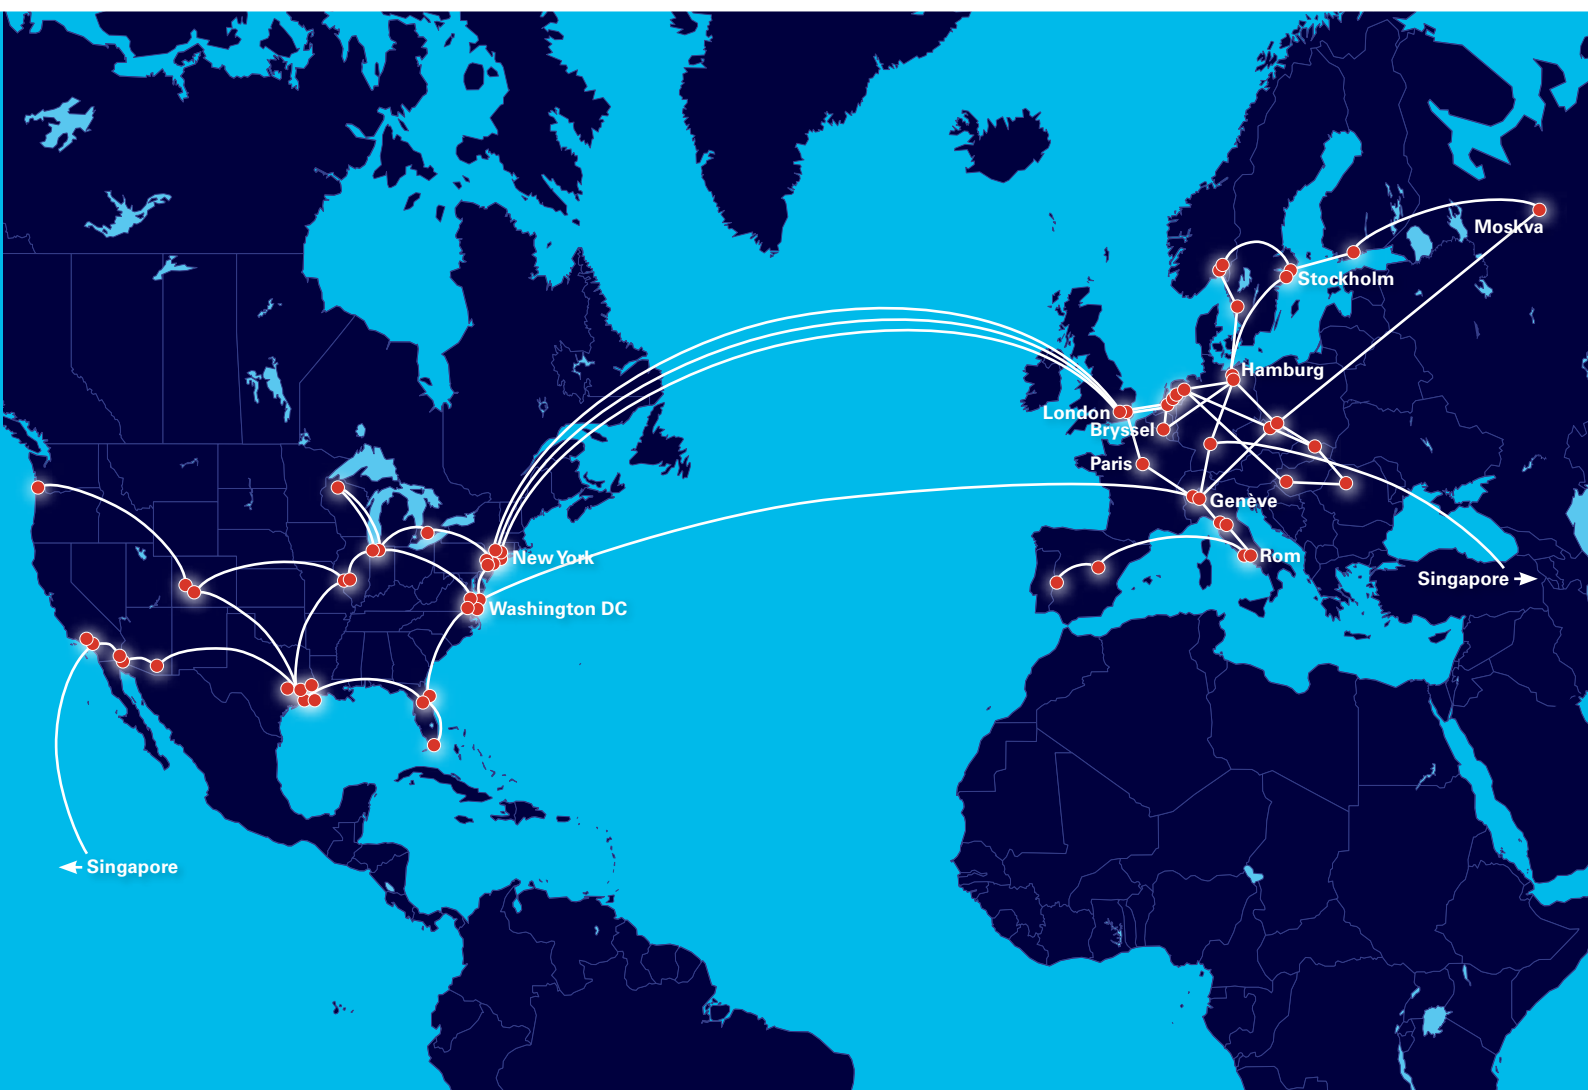 Moskva
Stockholm
Hamburg
London
Bryssel
Paris
Genève
New York
Rom
Singapore
Washington DC
Singapore